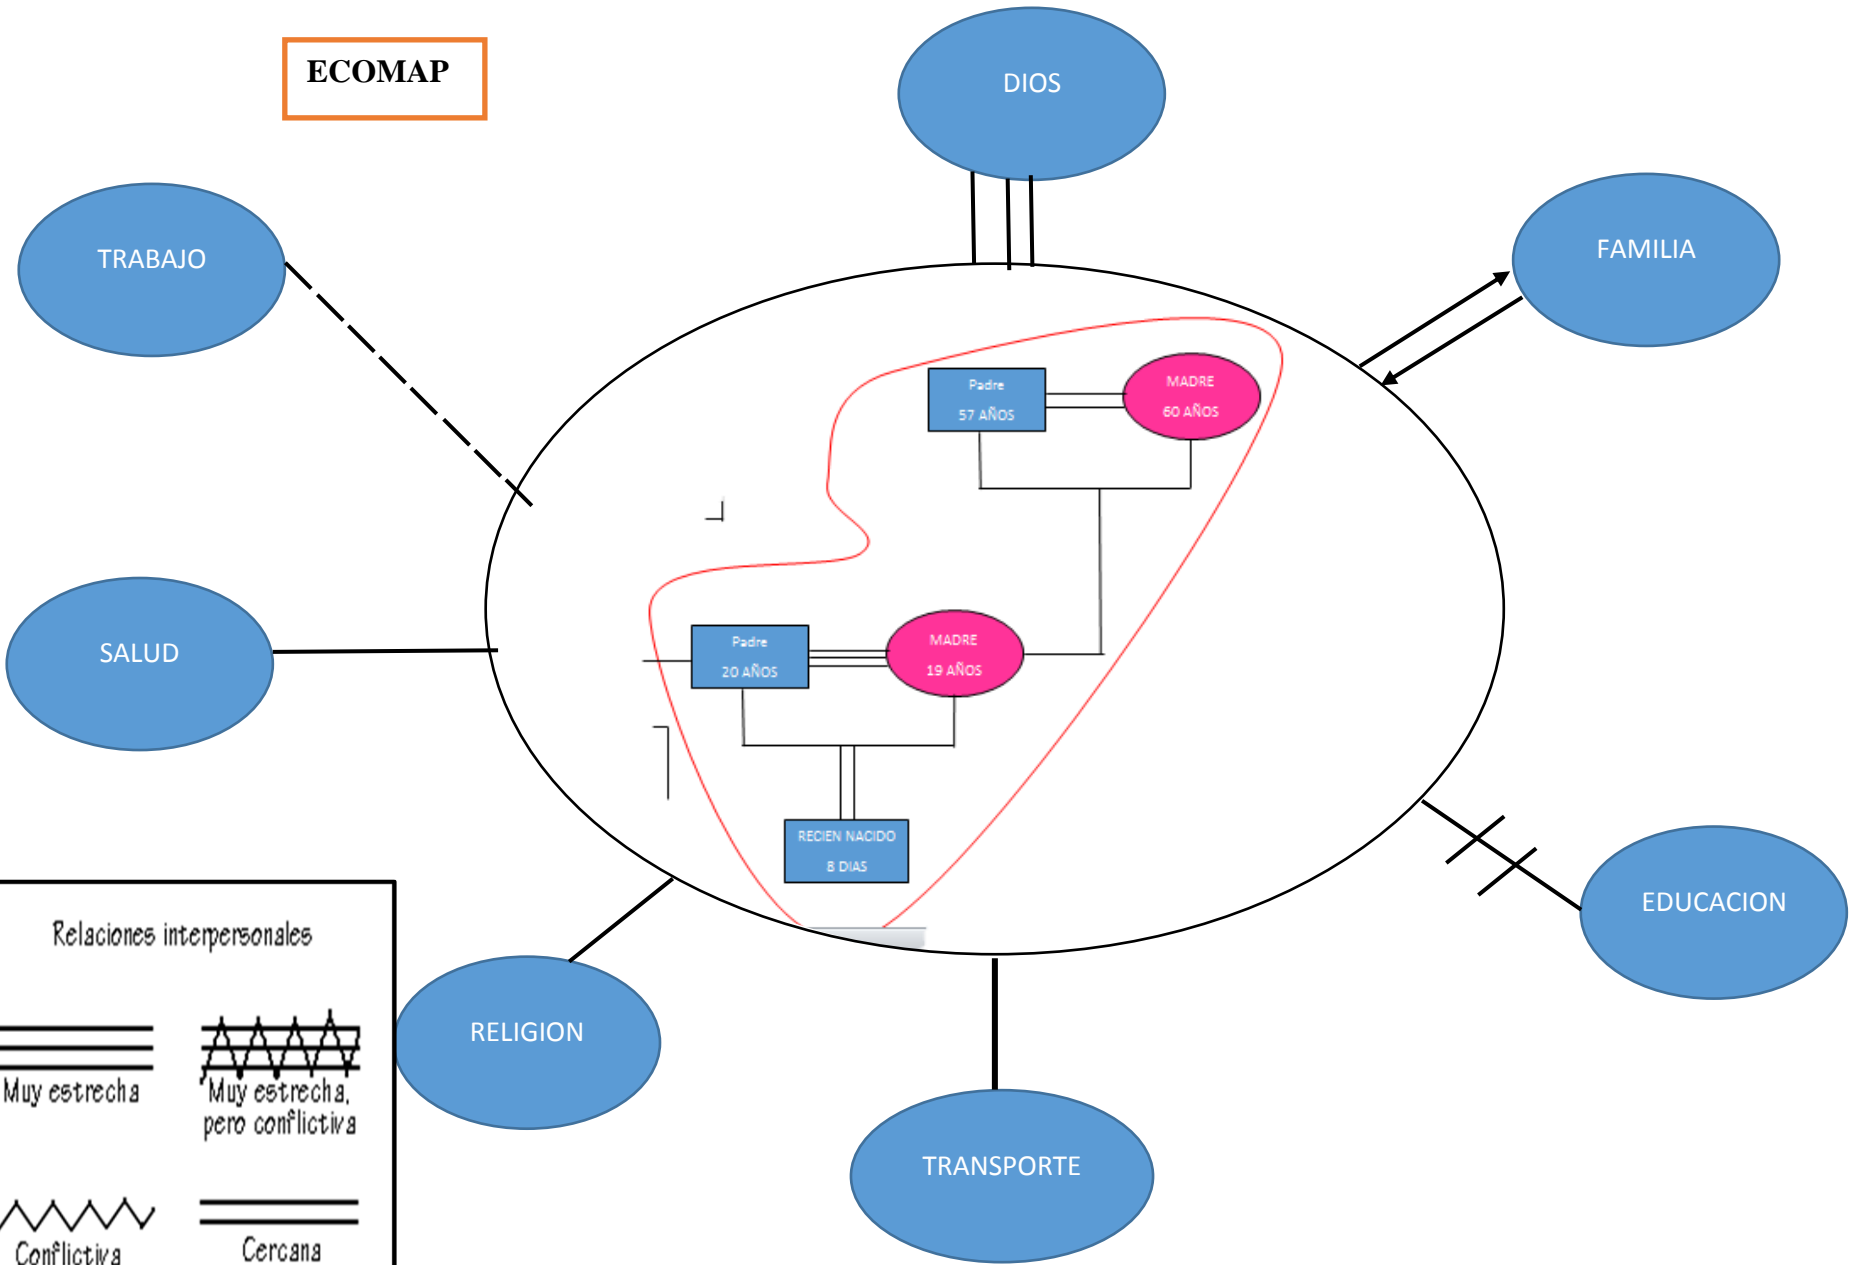 ECOMAP
DIOS
TRABAJO
FAMILIA
Padre
57 AÑOS
MADRE
60 AÑOS
SALUD
Padre
20 AÑOS
MADRE
19 AÑOS
RECIEN NACIDO
8 DIAS
EDUCACION
RELIGION
TRANSPORTE
Relaciones interpersonales
Muy estrecha
Muy estrecha,
pero conflictiva
Conflictiva
Cercana